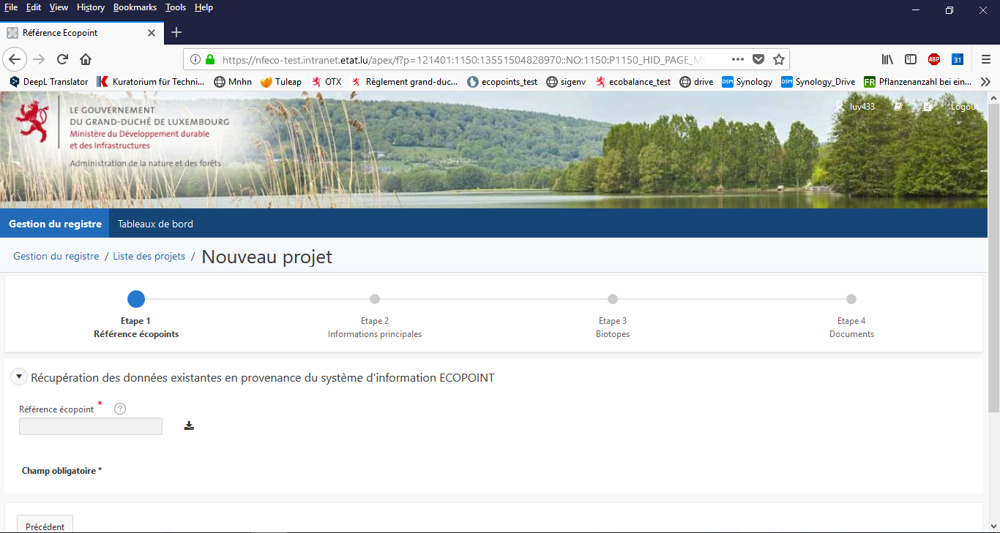 File Edit View History Bookmarks Tools Help
Référence Ecopoint
https://nfeco-test.intranet.etat.lu/apex/f?p=121401:1150:13551504828970::NO:1150:P1150_HID_PAGE_M
DeepL Translator Kuratorium für Techni... Mnhn Tuleap OTX Règlement grand-duc... ecopoints_test sigenv ecobalance_test drive Synology Synology_Drive Pflanzenanzahl bei ein...
LE GOUVERNEMENT
DU GRAND-DUCHÉ DE LUXEMBOURG
Ministère du Développement durable
et des Infrastructures
Administration de la nature et des forêts
luv433 Logout
Gestion du registre Tableaux de bord
Gestion du registre / Liste des projets / Nouveau projet
Etape 1 Etape 2 Etape 3 Etape 4
Référence écopoints Informations principales Biotopes Documents
Récupération des données existantes en provenance du système d'information ECOPOINT
Référence écopoint * ?
Champ obligatoire *
Précédent